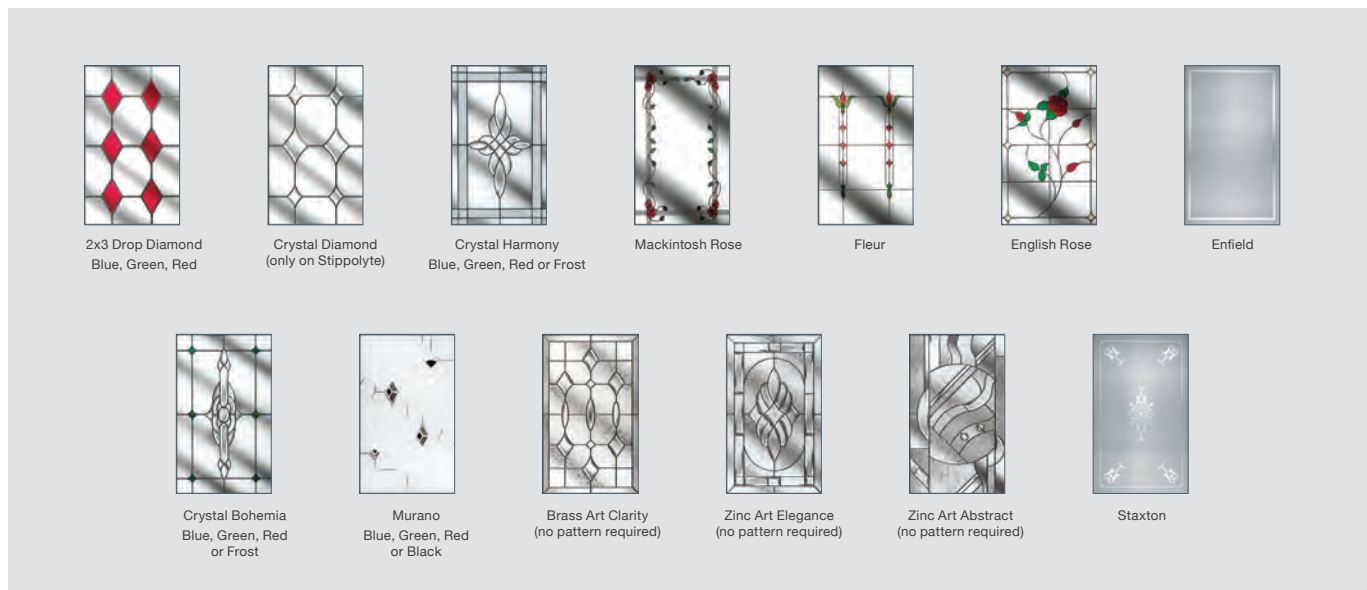 2x3 Drop Diamond
Blue, Green, Red
Crystal Diamond
(only on Stippolyte)
Crystal Harmony
Blue, Green, Red or Frost
Mackintosh Rose
Fleur
English Rose
Enfield
Crystal Bohemia
Blue, Green, Red
or Frost
Murano
Blue, Green, Red
or Black
Brass Art Clarity
(no pattern required)
Zinc Art Elegance
(no pattern required)
Zinc Art Abstract
(no pattern required)
Staxton